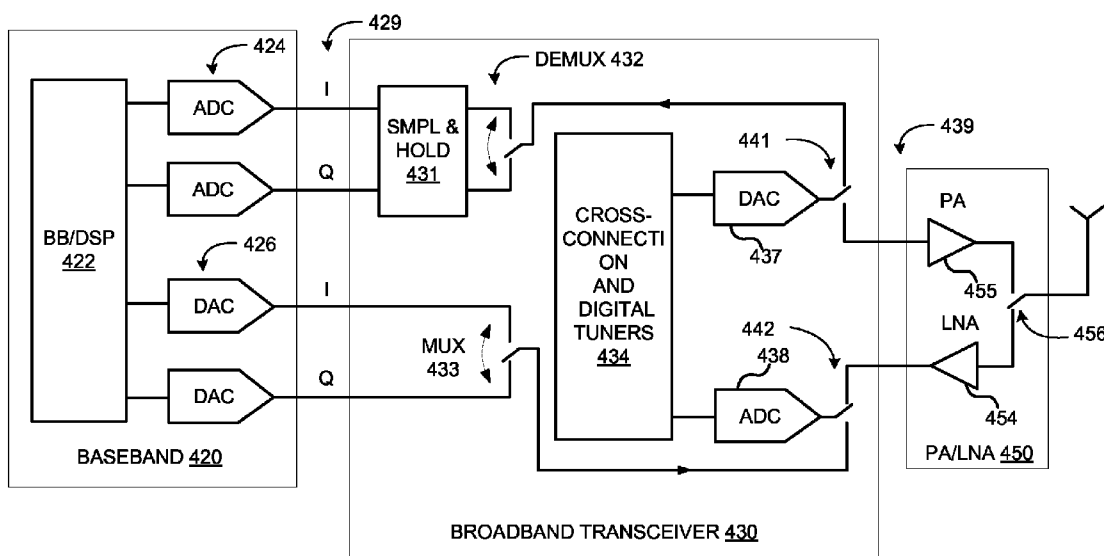 429
424
DEMUX 432
I
ADC
439
SMPL &
HOLD
431
441
Q
ADC
PA
DAC
CROSS-
CONNECTI
ON
AND
DIGITAL
TUNERS
434
BB/DSP
422
426
437
455
I
DAC
LNA
442
456
MUX
433
438
Q
DAC
ADC
454
BASEBAND 420
PA/LNA 450
BROADBAND TRANSCEIVER 430